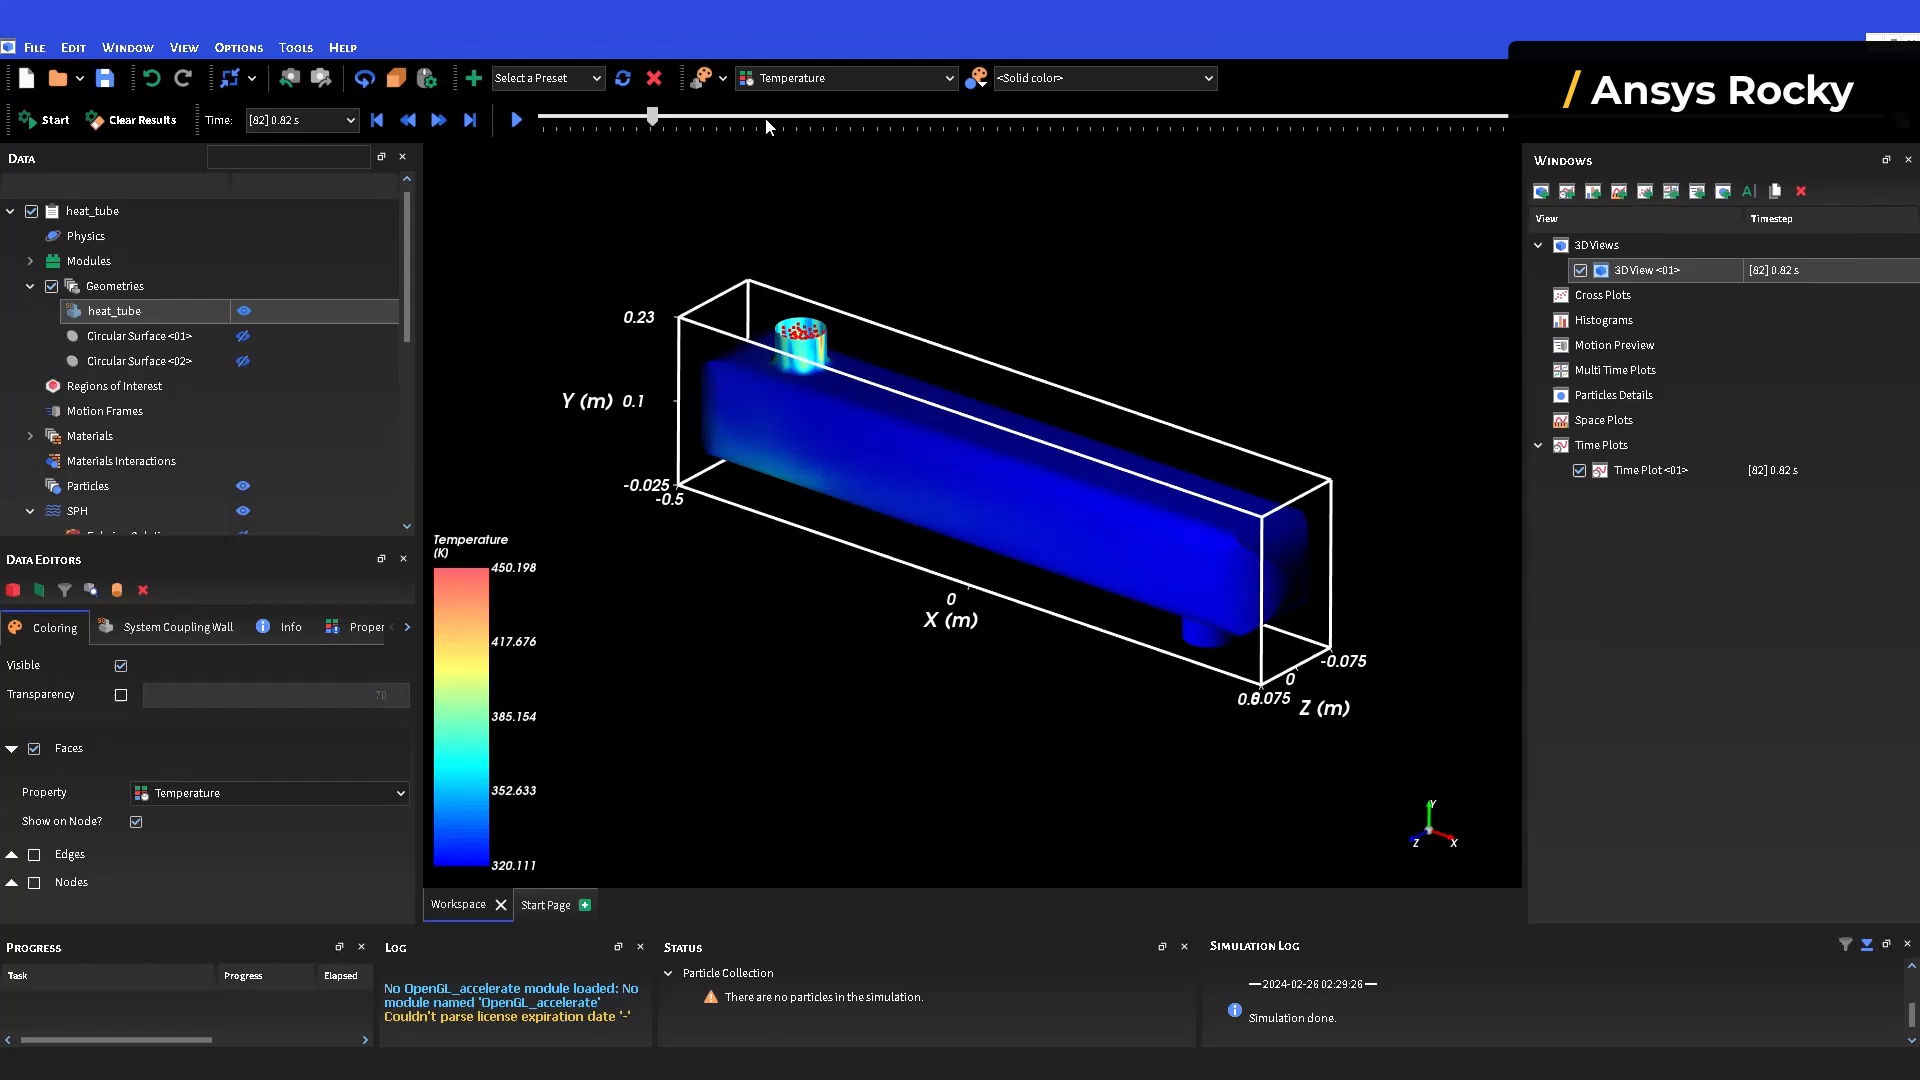 FILE EDIT WINDOW VIEW OPTIONS TOOLS HELP
Select a Preset Temperature <Solid color>
/ Ansys Rocky
Start Clear Results Time: [82] 0.82 s
DATA
heat_tube
Physics
Modules
Geometries
heat_tube
Circular Surface <01>
Circular Surface <02>
Regions of Interest
Motion Frames
Materials
Materials Interactions
Particles
SPH
DATA EDITORS
Coloring System Coupling Wall Info Proper
Visible
Transparency 70
Faces
Property Temperature
Show on Node?
Edges
Nodes
0.23
Y (m) 0.1
-0.025
-0.5
0
X (m)
-0.075
0
0.075 Z (m)
Temperature
(K)
450.198
417.676
385.154
352.633
320.111
Y
Z X
Workspace Start Page
WINDOWS
View Timestep
3D Views
3D View <01> [82] 0.82 s
Cross Plots
Histograms
Motion Preview
Multi Time Plots
Particles Details
Space Plots
Time Plots
Time Plot <01> [82] 0.82 s
PROGRESS
Task Progress Elapsed
LOG
No OpenGL_accelerate module loaded: No
module named 'OpenGL_accelerate'
Couldn't parse license expiration date '-'
STATUS
Particle Collection
There are no particles in the simulation.
SIMULATION LOG
—2024-02-26 02:29:26—
Simulation done.